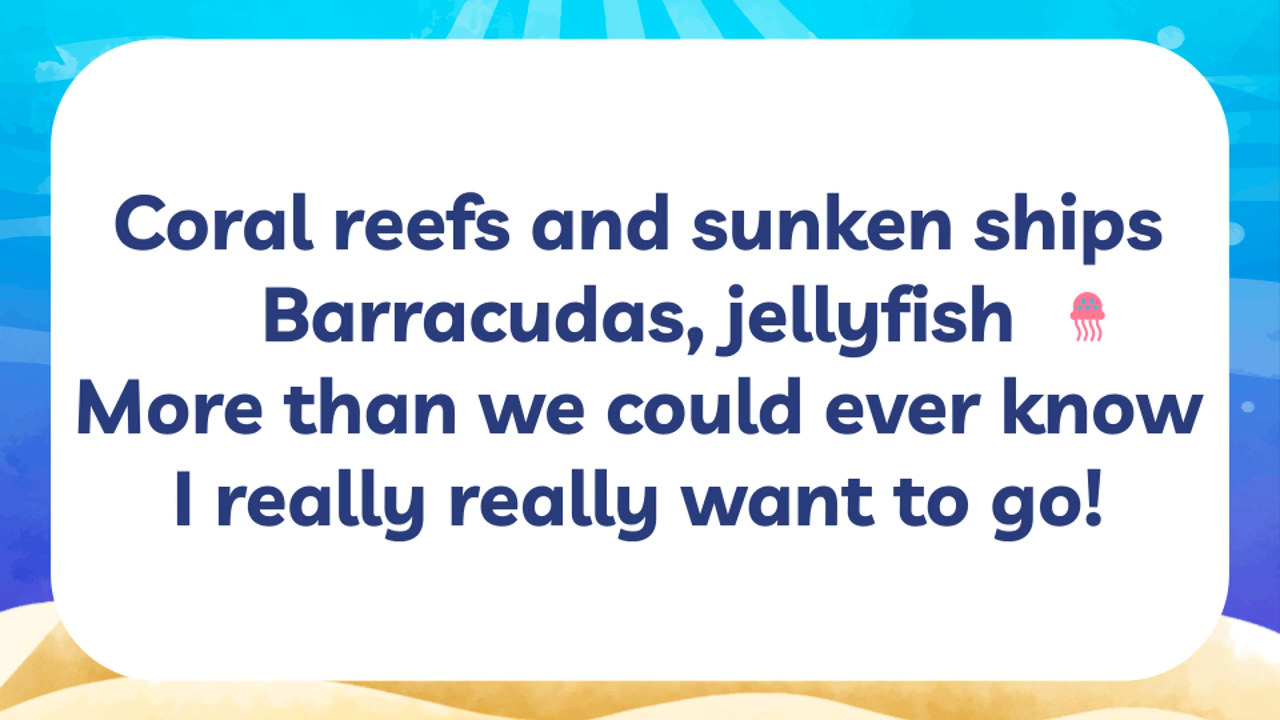 Coral reefs and sunken ships
Barracudas, jellyfish
More than we could ever know
I really really want to go!